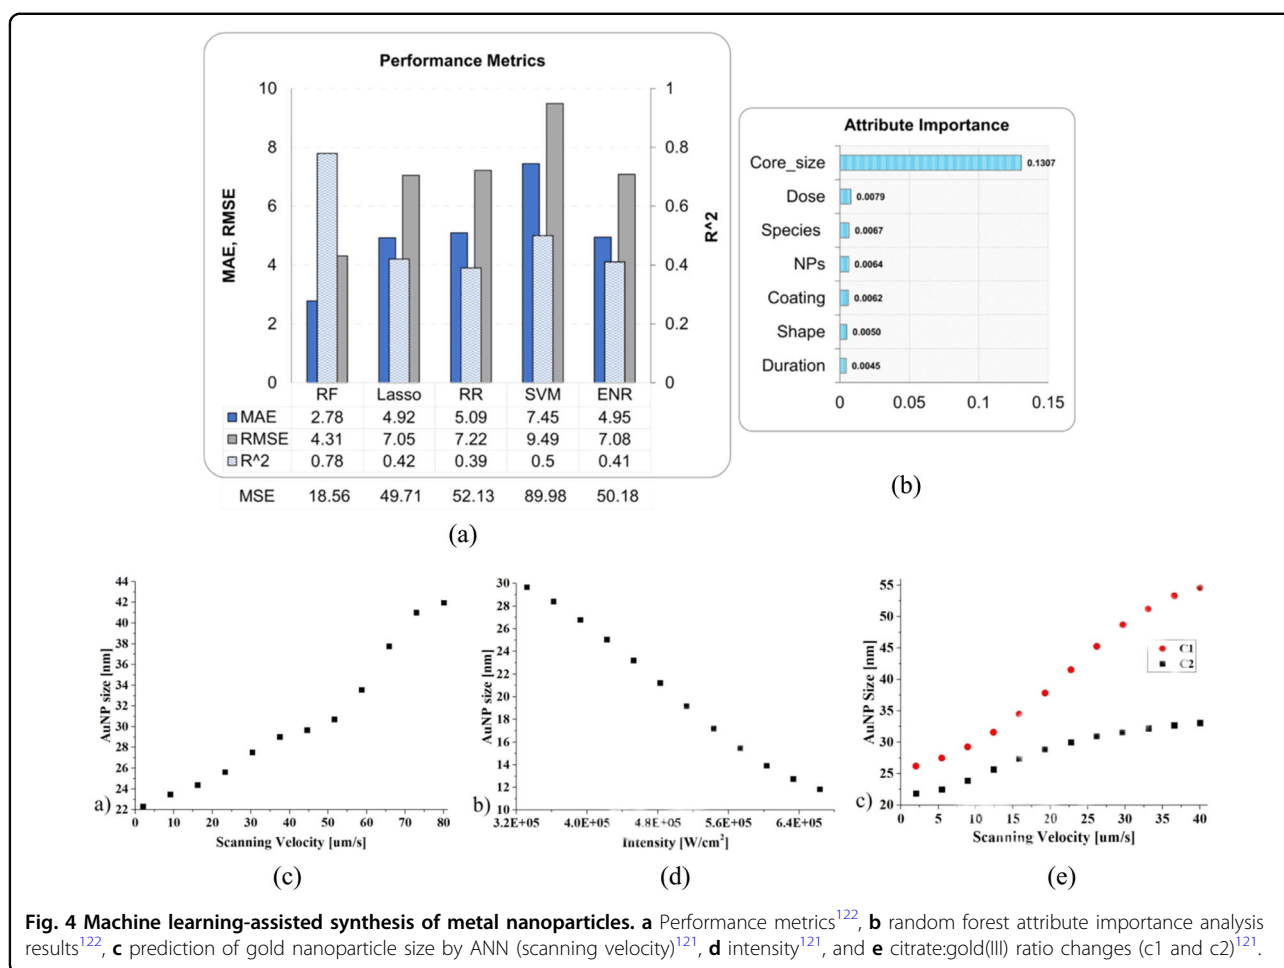 Performance Metrics
10
8
6
4
2
0
MAE, RMSE
1
0.8
0.6
0.4
0.2
0
R^2
RF Lasso RR SVM ENR
MAE 2.78 4.92 5.09 7.45 4.95
RMSE 4.31 7.05 7.22 9.49 7.08
R^2 0.78 0.42 0.39 0.5 0.41
MSE 18.56 49.71 52.13 89.98 50.18
(a)
Attribute Importance
Core_size 0.1307
Dose 0.0079
Species 0.0067
NPs 0.0064
Coating 0.0062
Shape 0.0050
Duration 0.0045
0 0.05 0.1 0.15
(b)
44
42
40
38
36
34
32
30
28
26
24
22
AuNP size [nm]
a)
0 10 20 30 40 50 60 70 80
Scanning Velocity [um/s]
(c)
30
28
26
24
22
20
18
16
14
12
10
AuNP size [nm]
b)
3.2E+05 4.0E+05 4.8E+05 5.6E+05 6.4E+05
Intensity [W/cm²]
(d)
55
50
45
40
35
30
25
20
AuNP Size [nm]
C1
C2
c)
0 5 10 15 20 25 30 35 40
Scanning Velocity [um/s]
(e)
Fig. 4 Machine learning-assisted synthesis of metal nanoparticles. a Performance metrics¹²², b random forest attribute importance analysis
results¹²², c prediction of gold nanoparticle size by ANN (scanning velocity)¹²¹, d intensity¹²¹, and e citrate:gold(III) ratio changes (c1 and c2)¹²¹.